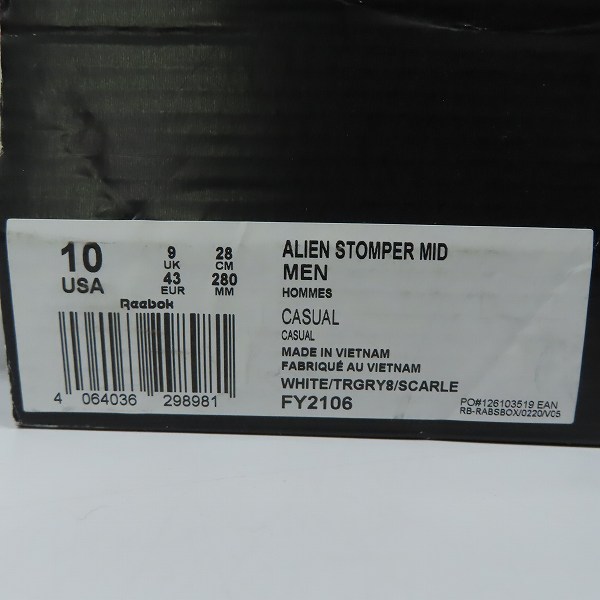 10
USA
9
UK
43
EUR
28
CM
280
MM
Reebok
4 064036 298981
ALIEN STOMPER MID
MEN
HOMMES
CASUAL
CASUAL
MADE IN VIETNAM
FABRIQUÉ AU VIETNAM
WHITE/TRGRY8/SCARLE
FY2106
PO#126103519 EAN
RB-RABSBOX/0220/V05